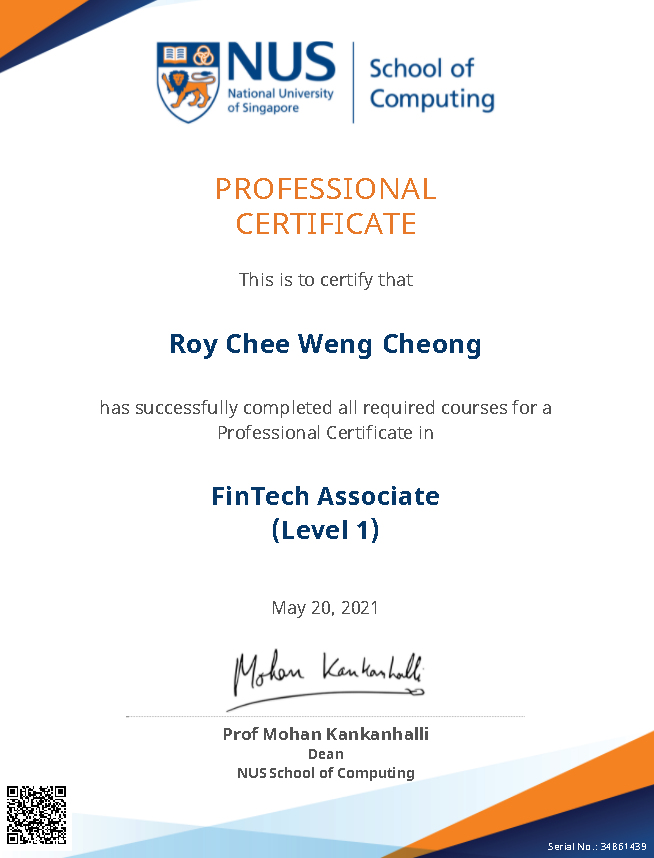 NUS
National University
of Singapore
School of
Computing
PROFESSIONAL
CERTIFICATE
This is to certify that
Roy Chee Weng Cheong
has successfully completed all required courses for a
Professional Certificate in
FinTech Associate
(Level 1)
May 20, 2021
Mohan Kankanhalli
Prof Mohan Kankanhalli
Dean
NUS School of Computing
Serial No.: 34861439